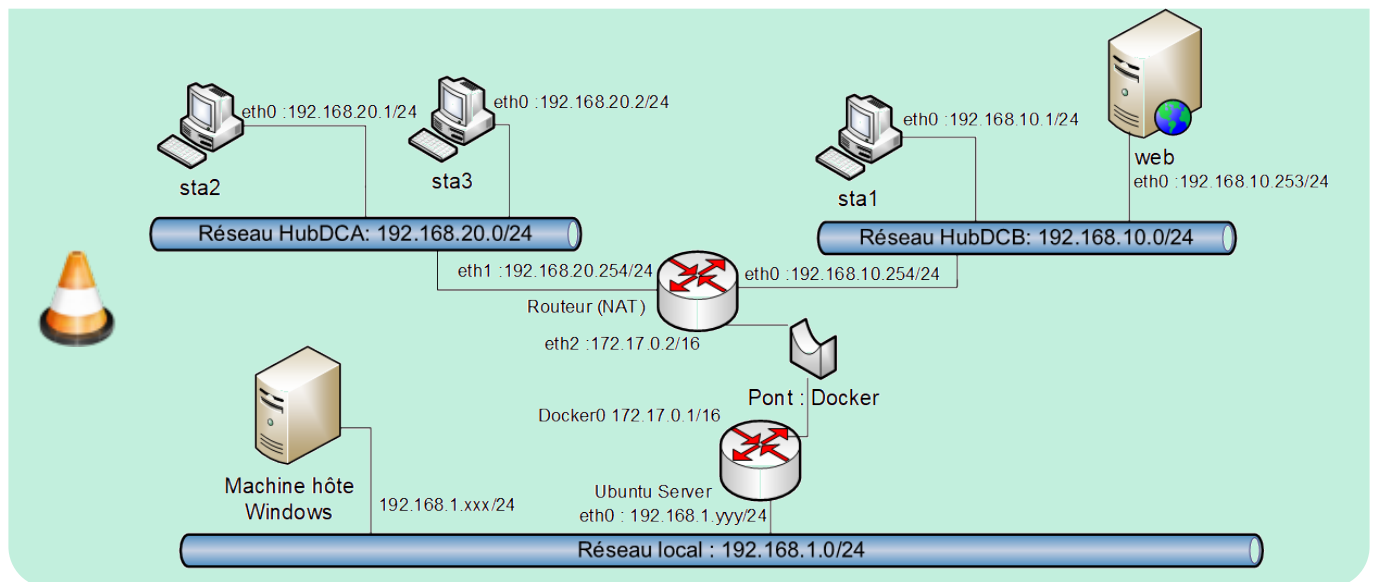 eth0 :192.168.20.1/24
eth0 :192.168.20.2/24
eth0 :192.168.10.1/24
sta2
sta3
sta1
web
eth0 :192.168.10.253/24
Réseau HubDCA: 192.168.20.0/24
Réseau HubDCB: 192.168.10.0/24
eth1 :192.168.20.254/24
eth0 :192.168.10.254/24
Routeur (NAT)
eth2 :172.17.0.2/16
Pont : Docker
Docker0 172.17.0.1/16
Machine hôte
Windows
192.168.1.xxx/24
Ubuntu Server
eth0 : 192.168.1.yyy/24
Réseau local : 192.168.1.0/24